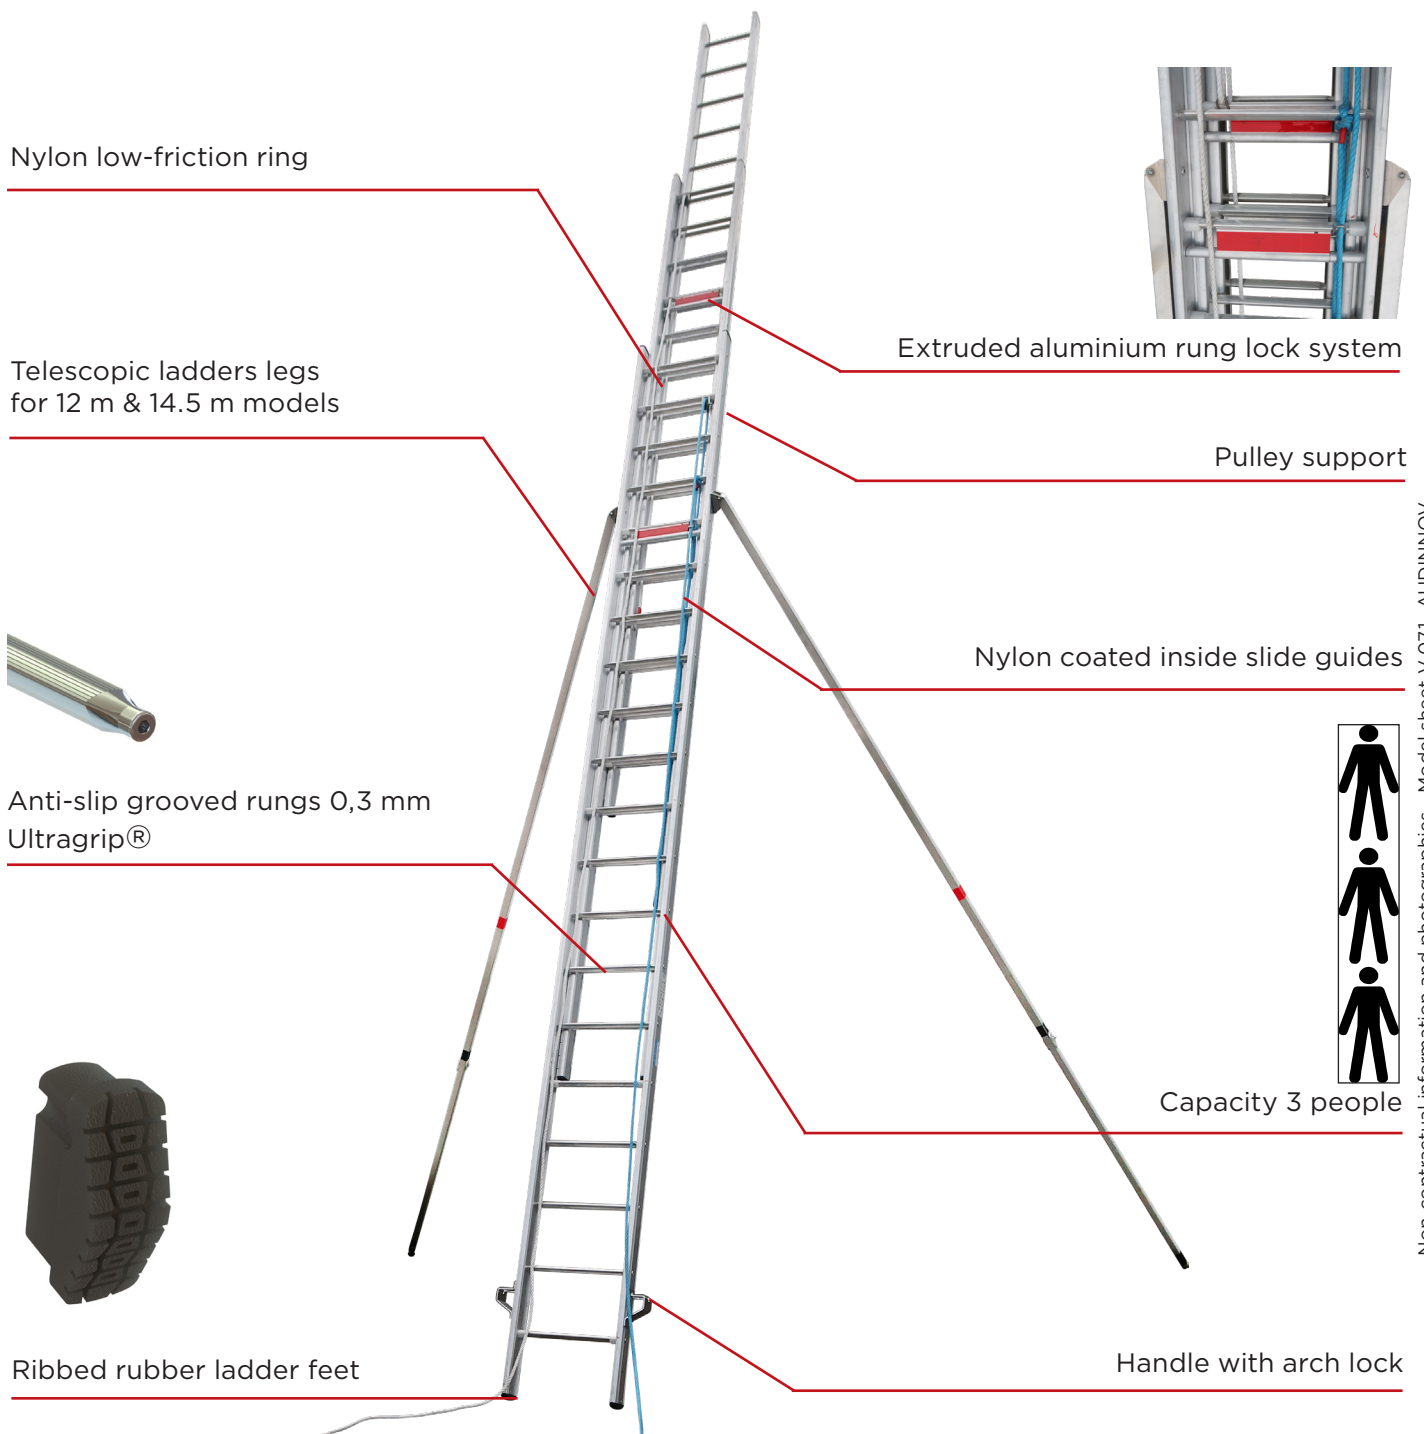 Nylon low-friction ring
Telescopic ladders legs
for 12 m & 14.5 m models
Anti-slip grooved rungs 0,3 mm
Ultragrip®
Ribbed rubber ladder feet
Extruded aluminium rung lock system
Pulley support
Nylon coated inside slide guides
Capacity 3 people
Handle with arch lock